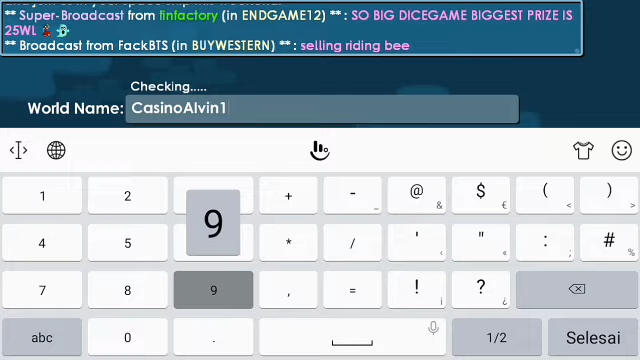 ** Super-Broadcast from finfactory (in ENDGAME12) ** : SO BIG DICEGAME BIGGEST PRIZE IS
25WL
** Broadcast from FackBTS (in BUYWESTERN) ** : selling riding bee
Checking.....
World Name: CasinoAlvin1
1 2 + - _ @ & $ € ( < ) >
9
4 5 * / ' ‹ " « : ; # %
7 8 9 , = ! ¡ ? ¿
abc 0 . 1/2 Selesai